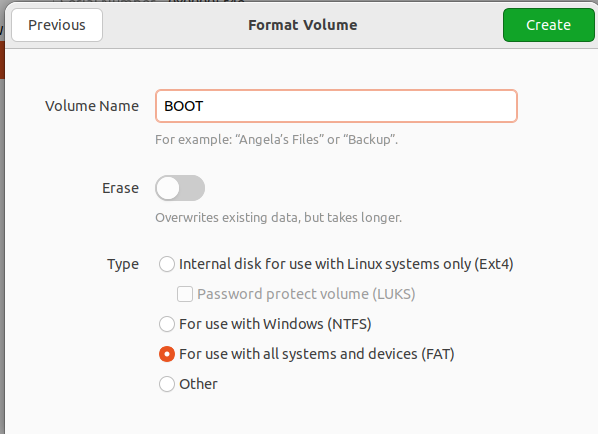 Previous
Format Volume
Create
Volume Name
BOOT
For example: “Angela’s Files” or “Backup”.
Erase
Overwrites existing data, but takes longer.
Type
Internal disk for use with Linux systems only (Ext4)
Password protect volume (LUKS)
For use with Windows (NTFS)
For use with all systems and devices (FAT)
Other